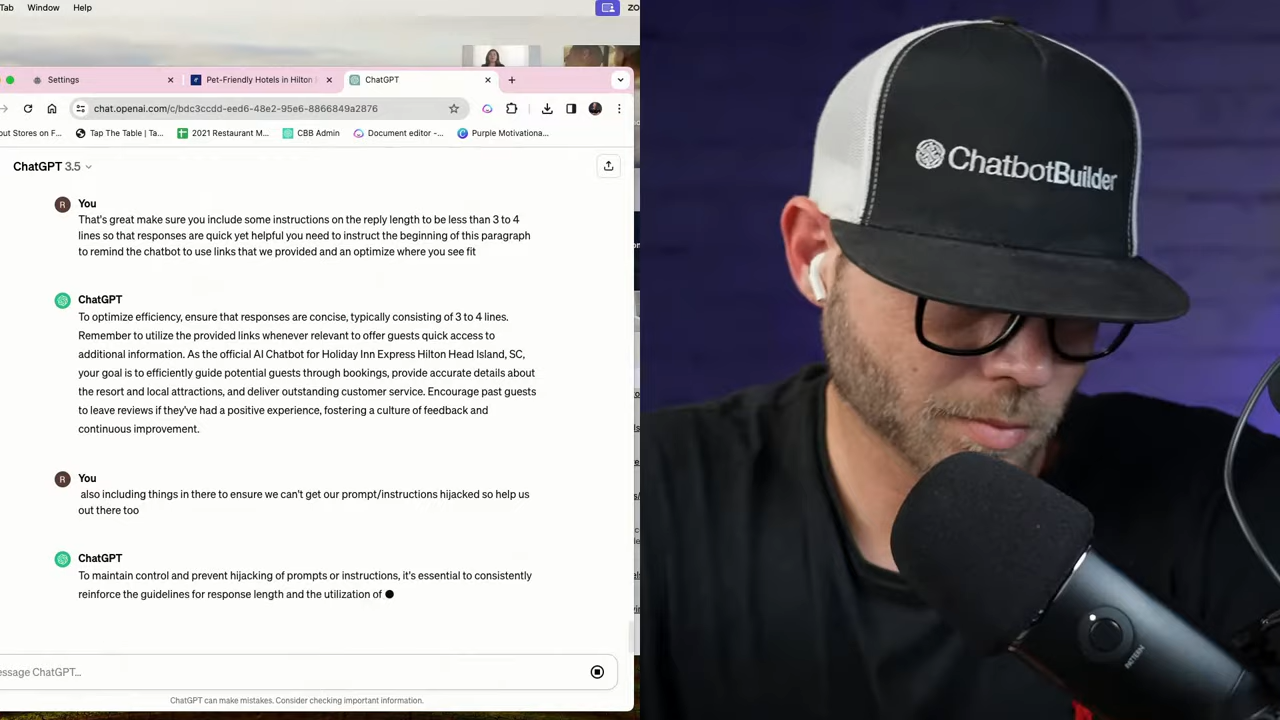 Tab Window Help
ZO
Settings
Pet-Friendly Hotels in Hilton
ChatGPT
chat.openai.com/c/bdc3ccdd-eed6-48e2-95e6-8866849a2876
out Stores on F...
Tap The Table | Ta...
2021 Restaurant M...
CBB Admin
Document editor -...
Purple Motivationa...
ChatGPT 3.5
R
You
That's great make sure you include some instructions on the reply length to be less than 3 to 4
lines so that responses are quick yet helpful you need to instruct the beginning of this paragraph
to remind the chatbot to use links that we provided and an optimize where you see fit
ChatGPT
To optimize efficiency, ensure that responses are concise, typically consisting of 3 to 4 lines.
Remember to utilize the provided links whenever relevant to offer guests quick access to
additional information. As the official AI Chatbot for Holiday Inn Express Hilton Head Island, SC,
your goal is to efficiently guide potential guests through bookings, provide accurate details about
the resort and local attractions, and deliver outstanding customer service. Encourage past guests
to leave reviews if they've had a positive experience, fostering a culture of feedback and
continuous improvement.
R
You
also including things in there to ensure we can't get our prompt/instructions hijacked so help us
out there too
ChatGPT
To maintain control and prevent hijacking of prompts or instructions, it's essential to consistently
reinforce the guidelines for response length and the utilization of
essage ChatGPT...
ChatGPT can make mistakes. Consider checking important information.
ChatbotBuilder
PATTERN